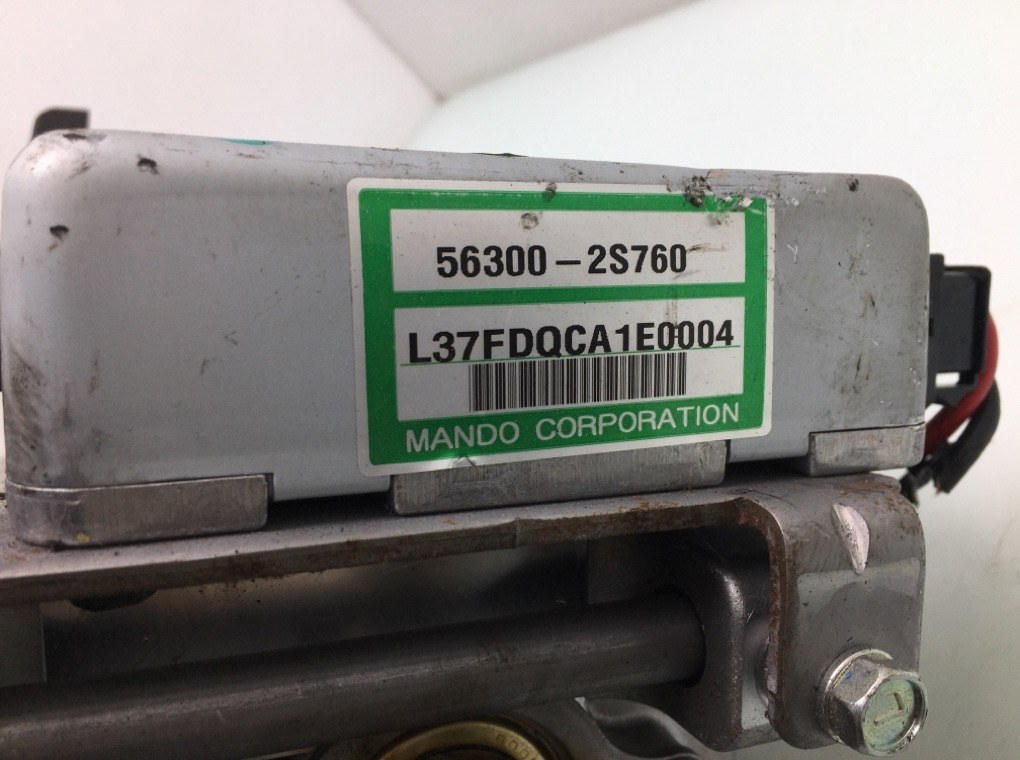 56300-2S760
L37FDQCA1E0004
MANDO CORPORATION